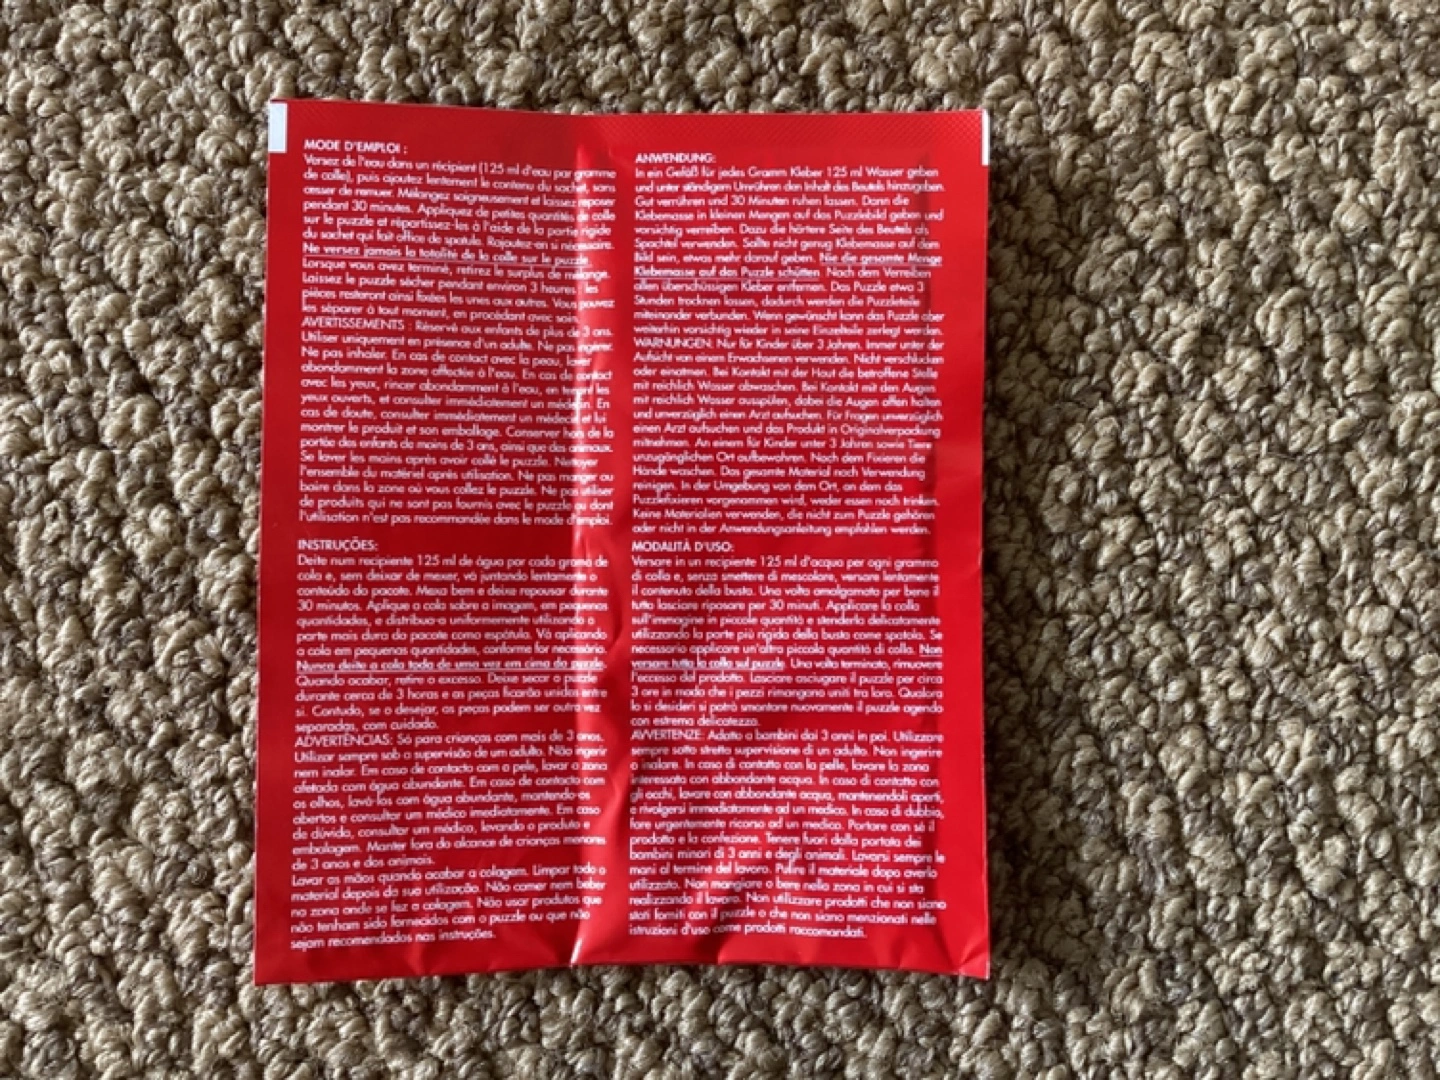 MODE D'EMPLOI :
Versez de l'eau dans un récipient (125 ml d'eau par gramme
de colle), puis ajoutez lentement le contenu du sachet, sans
cesser de remuer. Mélangez soigneusement et laissez reposer
pendant 30 minutes. Appliquez de petites quantités de colle
sur le puzzle et répartissez-les à l'aide de la partie rigide
du sachet qui fait office de spatule. Rajoutez-en si nécessaire.
Ne versez jamais la totalité de la colle sur le puzzle.
Lorsque vous avez terminé, retirez le surplus de mélange.
Laissez le puzzle sécher pendant environ 3 heures : les
pièces resteront ainsi fixées les unes aux autres. Vous pouvez
les séparer à tout moment, en procédant avec soin.
AVERTISSEMENTS : Réservé aux enfants de plus de 3 ans.
Utiliser uniquement en présence d'un adulte. Ne pas ingérer.
Ne pas inhaler. En cas de contact avec la peau, laver
abondamment la zone affectée à l'eau. En cas de contact
avec les yeux, rincer abondamment à l'eau, en tenant les
yeux ouverts, et consulter immédiatement un médecin. En
cas de doute, consulter immédiatement un médecin et lui
montrer le produit et son emballage. Conserver hors de la
portée des enfants de moins de 3 ans, ainsi que des animaux.
Se laver les mains après avoir collé le puzzle. Nettoyer
l'ensemble du matériel après utilisation. Ne pas manger ou
boire dans la zone où vous collez le puzzle. Ne pas utiliser
de produits qui ne sont pas fournis avec le puzzle ou dont
l'utilisation n'est pas recommandée dans le mode d'emploi.
INSTRUÇÕES:
Deite num recipiente 125 ml de água por cada grama de
cola e, sem deixar de mexer, vá juntando lentamente o
conteúdo do pacote. Mexa bem e deixe repousar durante
30 minutos. Aplique a cola sobre a imagem, em pequenas
quantidades, e distribua-a uniformemente utilizando a
parte mais dura do pacote como espátula. Vá aplicando
a cola em pequenas quantidades, conforme for necessário.
Nunca deite a cola toda de uma vez em cima do puzzle.
Quando acabar, retire o excesso. Deixe secar o puzzle
durante cerca de 3 horas e as peças ficarão unidas entre
si. Contudo, se o desejar, as peças podem ser outra vez
separadas, com cuidado.
ADVERTÊNCIAS: Só para crianças com mais de 3 anos.
Utilizar sempre sob a supervisão de um adulto. Não ingerir
nem inalar. Em caso de contacto com a pele, lavar a zona
afetada com água abundante. Em caso de contacto com
os olhos, lavá-los com água abundante, mantendo-os
abertos e consultar um médico imediatamente. Em caso
de dúvida, consultar um médico, levando o produto e
embalagem. Manter fora do alcance de crianças menores
de 3 anos e dos animais.
Lavar as mãos quando acabar a colagem. Limpar todo o
material depois da sua utilização. Não comer nem beber
na zona onde se fez a colagem. Não usar produtos que
não tenham sido fornecidos com o puzzle ou que não
sejam recomendados nas instruções.
ANWENDUNG:
In ein Gefäß für jedes Gramm Kleber 125 ml Wasser geben
und unter ständigem Umrühren den Inhalt des Beutels hinzugeben.
Gut verrühren und 30 Minuten ruhen lassen. Dann die
Klebemasse in kleinen Mengen auf das Puzzlebild geben und
vorsichtig verreiben. Dazu die härtere Seite des Beutels als
Spachtel verwenden. Sollte nicht genug Klebemasse auf dem
Bild sein, etwas mehr darauf geben. Nie die gesamte Menge
Klebemasse auf das Puzzle schütten. Nach dem Verreiben
allen überschüssigen Kleber entfernen. Das Puzzle etwa 3
Stunden trocknen lassen, dadurch werden die Puzzleteile
miteinander verbunden. Wenn gewünscht kann das Puzzle aber
weiterhin vorsichtig wieder in seine Einzelteile zerlegt werden.
WARNUNGEN: Nur für Kinder über 3 Jahren. Immer unter der
Aufsicht von einem Erwachsenen verwenden. Nicht verschlucken
oder einatmen. Bei Kontakt mit der Haut die betroffene Stelle
mit reichlich Wasser abwaschen. Bei Kontakt mit den Augen
mit reichlich Wasser ausspülen, dabei die Augen offen halten
und unverzüglich einen Arzt aufsuchen. Für Fragen unverzüglich
einen Arzt aufsuchen und das Produkt in Originalverpackung
mitnehmen. An einem für Kinder unter 3 Jahren sowie Tiere
unzugänglichen Ort aufbewahren. Nach dem Fixieren die
Hände waschen. Das gesamte Material nach Verwendung
reinigen. In der Umgebung von dem Ort, an dem das
Puzzlefixieren vorgenommen wird, weder essen noch trinken.
Keine Materialien verwenden, die nicht zum Puzzle gehören
oder nicht in der Anwendungsanleitung empfohlen werden.
MODALITÀ D'USO:
Versare in un recipiente 125 ml d'acqua per ogni grammo
di colla e, senza smettere di mescolare, versare lentamente
il contenuto della busta. Una volta amalgamato per bene il
tutto lasciare riposare per 30 minuti. Applicare la colla
sull'immagine in piccole quantità e stenderla delicatamente
utilizzando la parte più rigida della busta come spatola. Se
necessario applicare un'altra piccola quantità di colla. Non
versare tutta la colla sul puzzle. Una volta terminato, rimuovere
l'eccesso del prodotto. Lasciare asciugare il puzzle per circa
3 ore in modo che i pezzi rimangano uniti tra loro. Qualora
lo si desideri si potrà smontare nuovamente il puzzle agendo
con estrema delicatezza.
AVVERTENZE: Adatto a bambini dai 3 anni in poi. Utilizzare
sempre sotto stretta supervisione di un adulto. Non ingerire
o inalare. In caso di contatto con la pelle, lavare la zona
interessata con abbondante acqua. In caso di contatto con
gli occhi, lavare con abbondante acqua, mantenendoli aperti,
e rivolgersi immediatamente ad un medico. In caso di dubbio,
fare urgentemente ricorso ad un medico. Portare con sé il
prodotto e la confezione. Tenere fuori dalla portata dei
bambini minori di 3 anni e degli animali. Lavarsi sempre le
mani al termine del lavoro. Pulire il materiale dopo averlo
utilizzato. Non mangiare o bere nella zona in cui si sta
realizzando il lavoro. Non utilizzare prodotti che non siano
stati forniti con il puzzle o che non siano menzionati nelle
istruzioni d'uso come prodotti raccomandati.